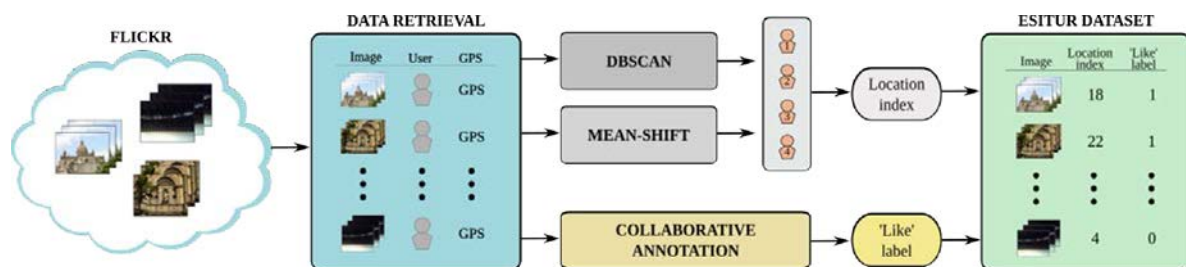 FLICKR
DATA RETRIEVAL
Image User GPS
GPS
GPS
GPS
DBSCAN
MEAN-SHIFT
COLLABORATIVE
ANNOTATION
1
2
3
4
Location
index
'Like'
label
ESITUR DATASET
Image Location index 'Like' label
18 1
22 1
4 0